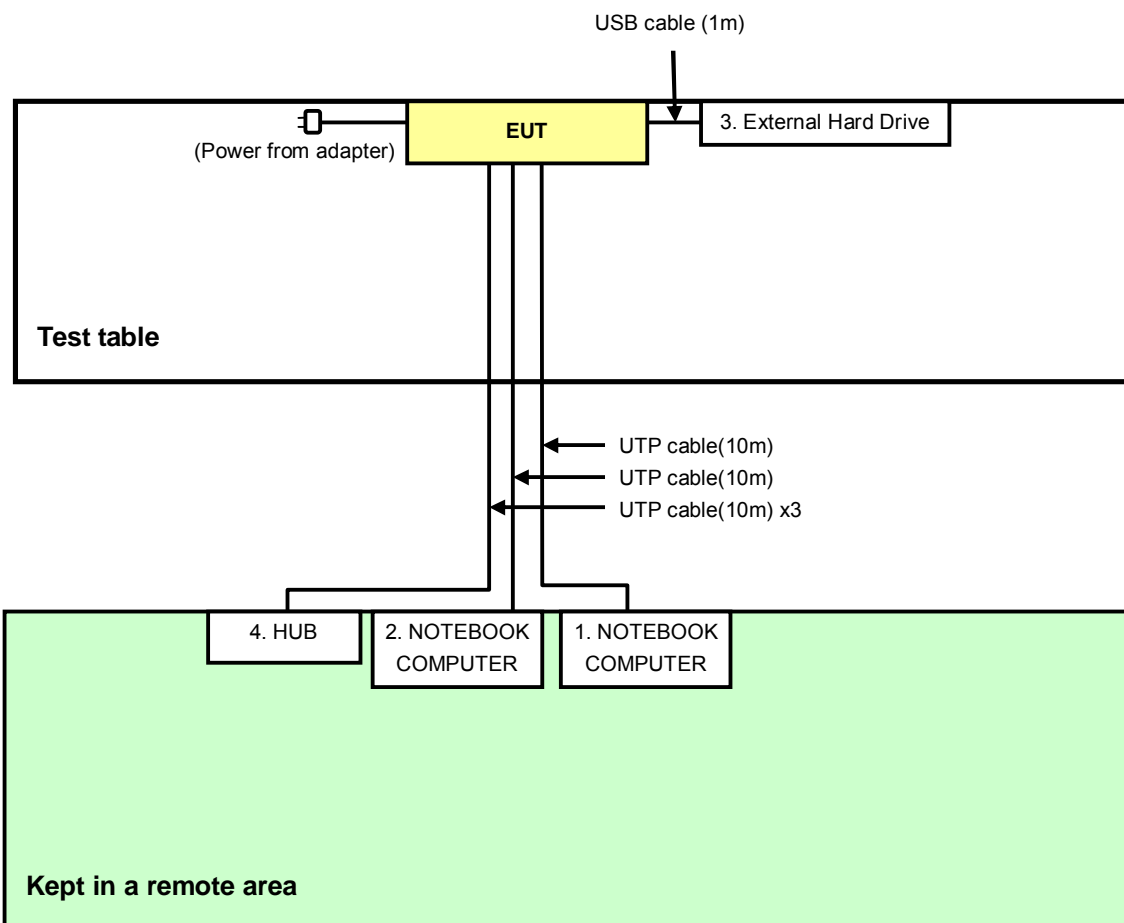 USB cable (1m)
EUT
3. External Hard Drive
(Power from adapter)
Test table
UTP cable(10m)
UTP cable(10m)
UTP cable(10m) x3
4. HUB
2. NOTEBOOK
COMPUTER
1. NOTEBOOK
COMPUTER
Kept in a remote area